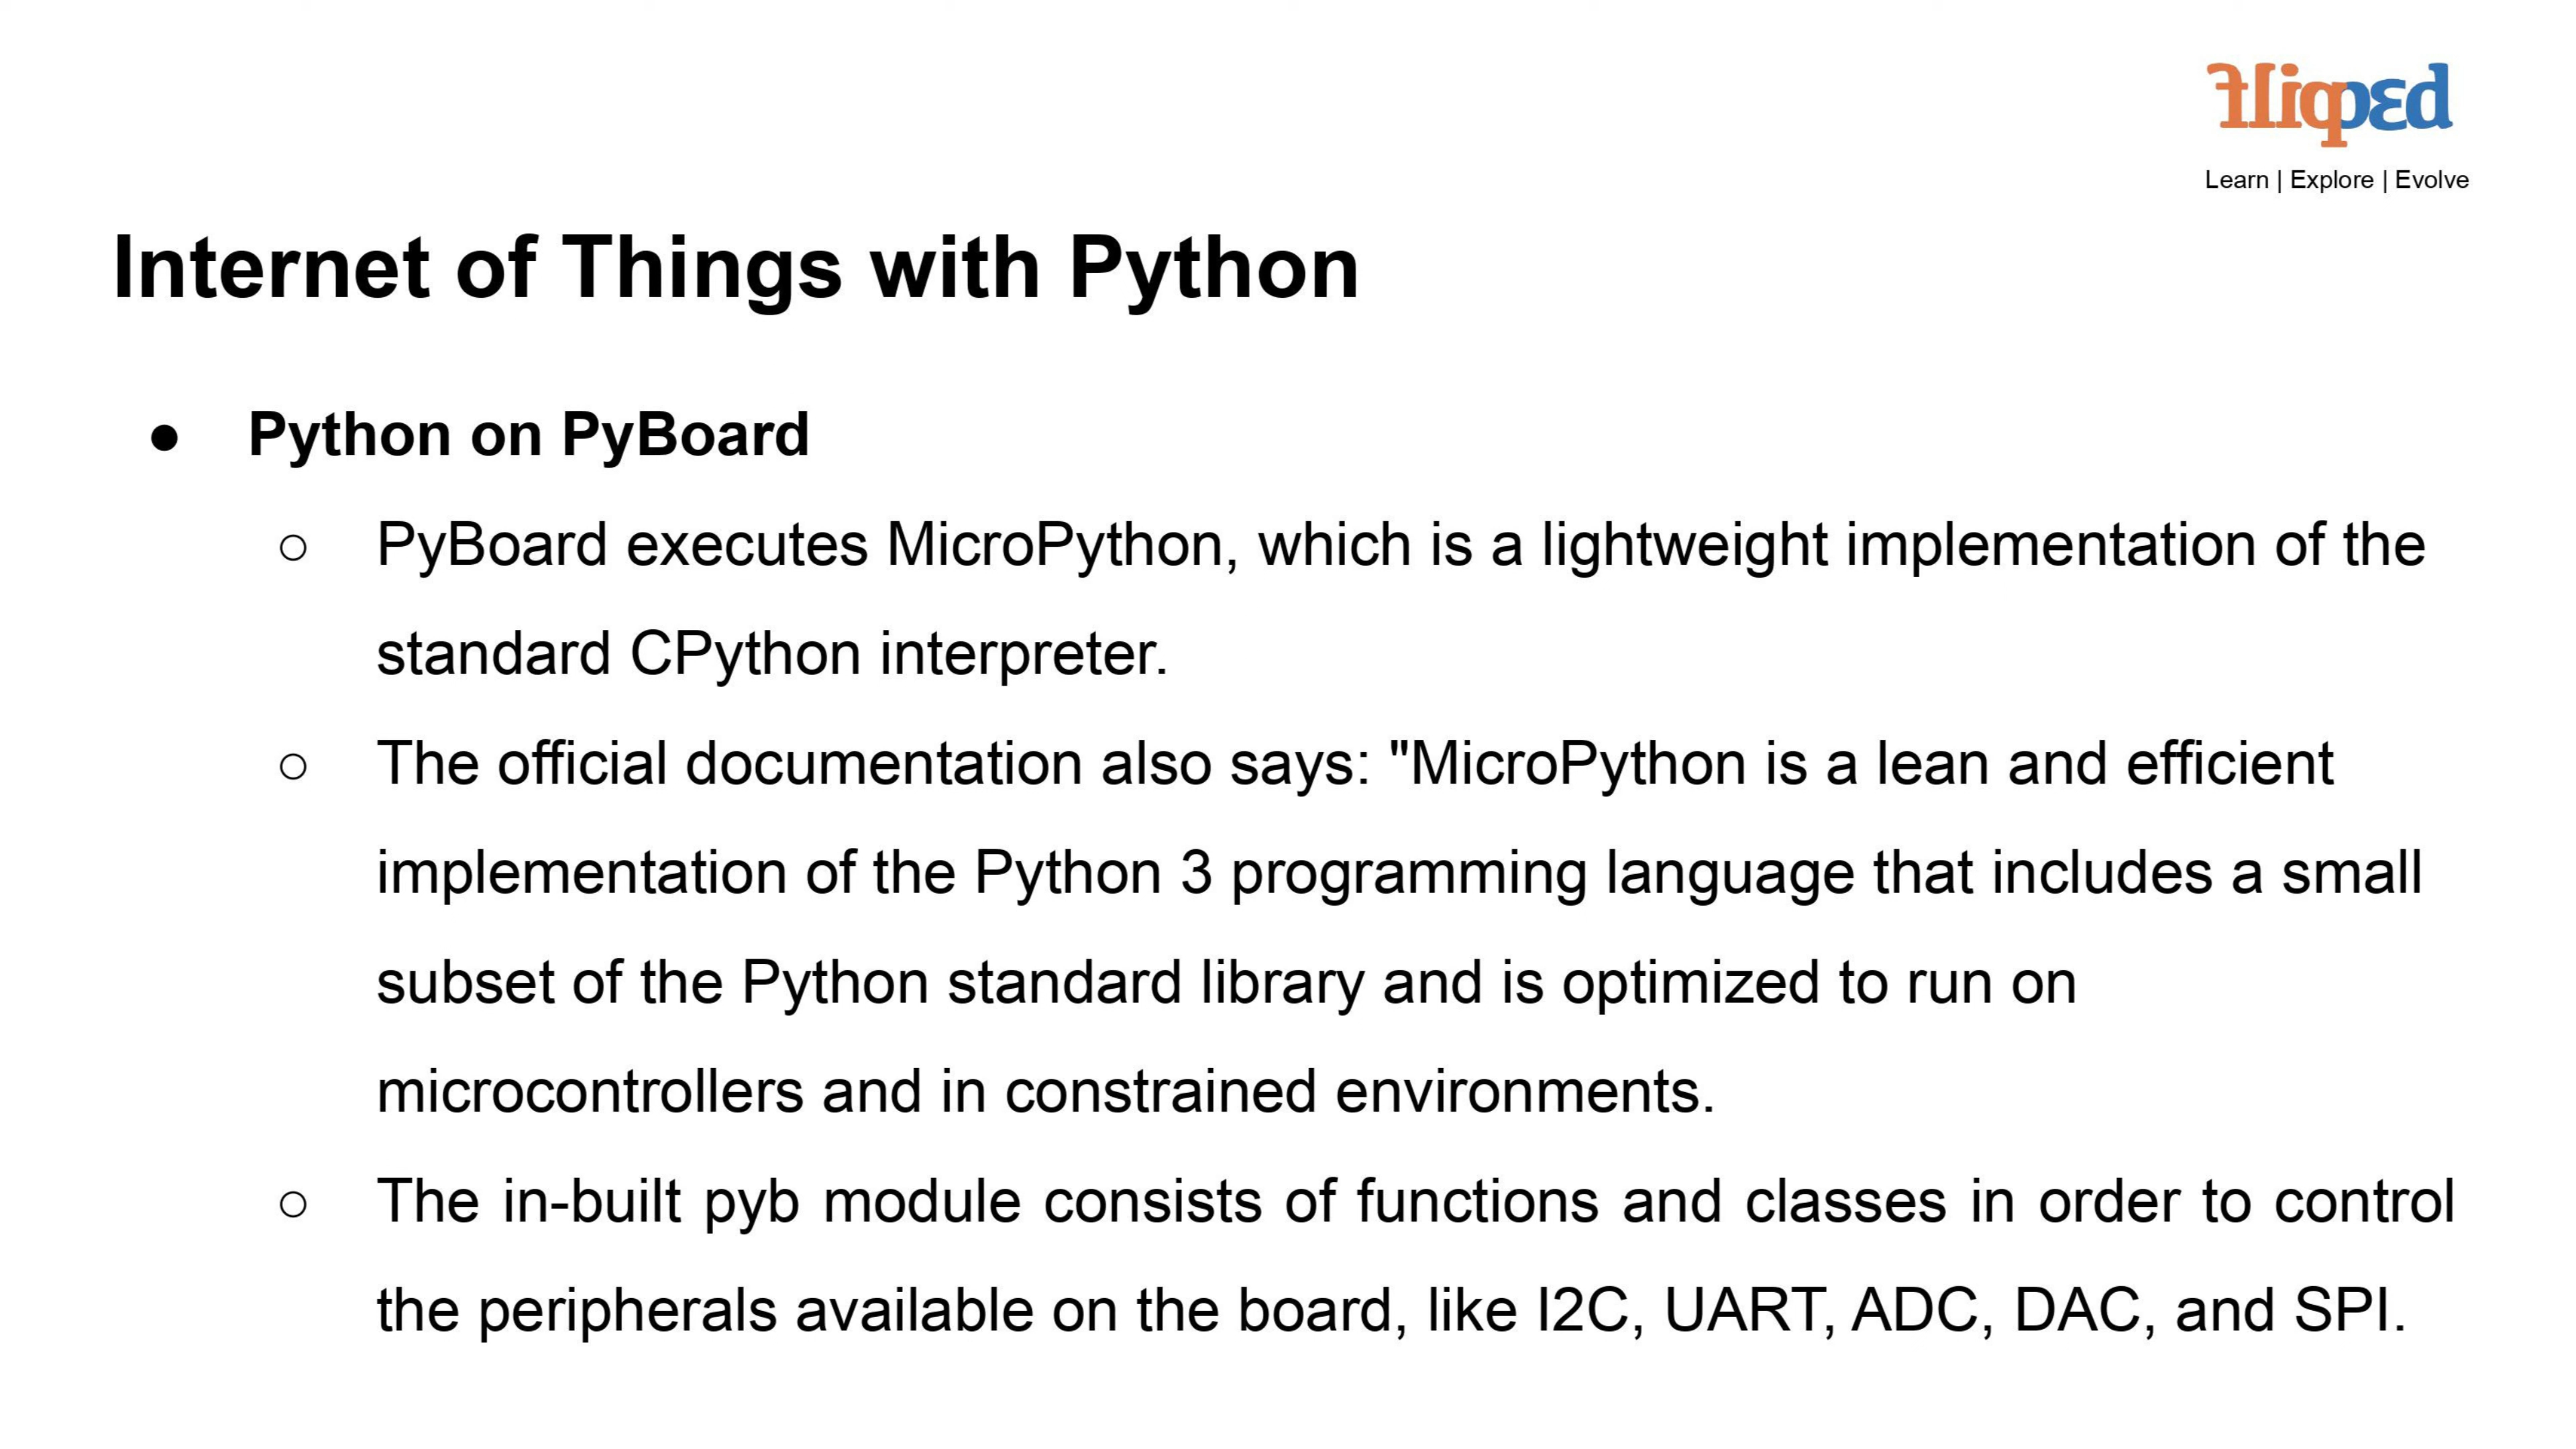 fliqped
Learn | Explore | Evolve
Internet of Things with Python
● Python on PyBoard
○ PyBoard executes MicroPython, which is a lightweight implementation of the
standard CPython interpreter.
○ The official documentation also says: "MicroPython is a lean and efficient
implementation of the Python 3 programming language that includes a small
subset of the Python standard library and is optimized to run on
microcontrollers and in constrained environments.
○ The in-built pyb module consists of functions and classes in order to control
the peripherals available on the board, like I2C, UART, ADC, DAC, and SPI.